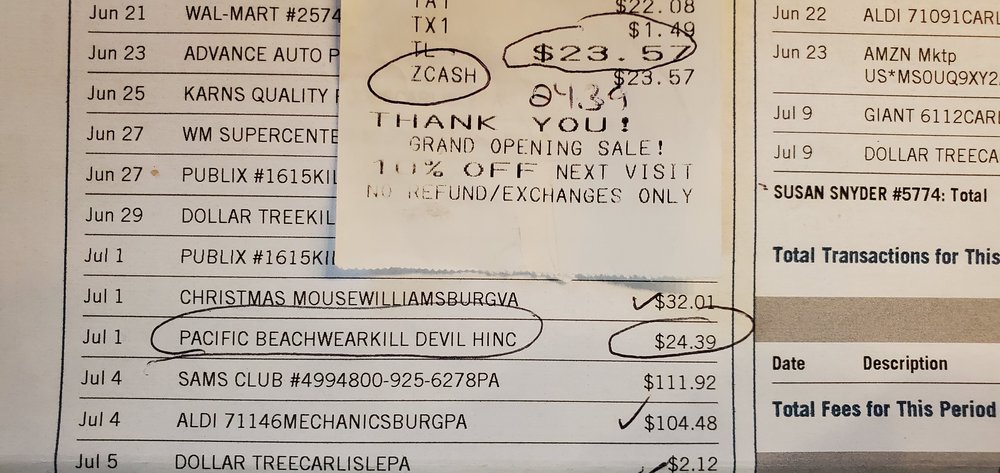 Jun 21 WAL-MART #2574
Jun 23 ADVANCE AUTO P
Jun 25 KARNS QUALITY
Jun 27 WM SUPERCENTE
Jun 27 PUBLIX #1615KIL
Jun 29 DOLLAR TREEKIL
Jul 1 PUBLIX #1615KIL
Jul 1 CHRISTMAS MOUSEWILLIAMSBURGVA $32.01
Jul 1 PACIFIC BEACHWEARKILL DEVIL HINC $24.39
Jul 4 SAMS CLUB #4994800-925-6278PA $111.92
Jul 4 ALDI 71146MECHANICSBURGPA $104.48
Jul 5 DOLLAR TREECARLISLEPA $2.12
TA1 $22.08
TX1 $1.49
TL $23.57
ZCASH $23.57
24.39
THANK YOU!
GRAND OPENING SALE!
10% OFF NEXT VISIT
NO REFUND/EXCHANGES ONLY
Jun 22 ALDI 71091CARL
Jun 23 AMZN Mktp
US*MS0UQ9XY2
Jul 9 GIANT 6112CARL
Jul 9 DOLLAR TREECA
SUSAN SNYDER #5774: Total
Total Transactions for This
Date Description
Total Fees for This Period